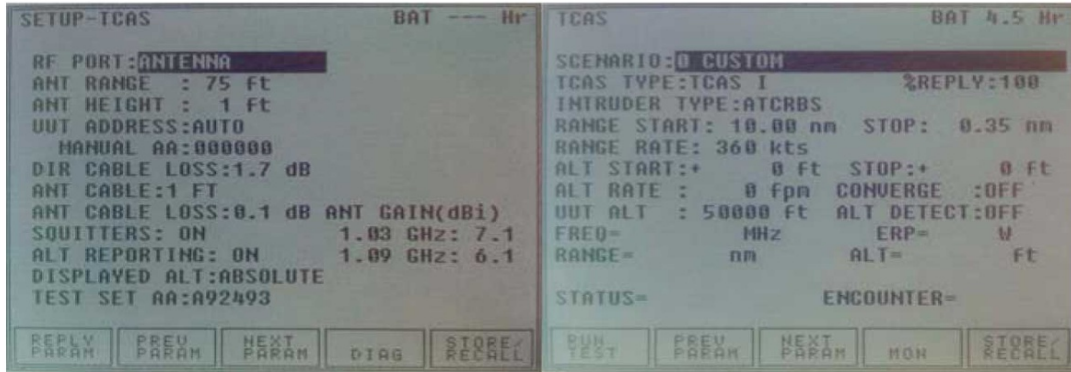 SETUP-TCAS BAT --- Hr
RF PORT:ANTENNA
ANT RANGE : 75 ft
ANT HEIGHT : 1 ft
UUT ADDRESS:AUTO
MANUAL AA:000000
DIR CABLE LOSS:1.7 dB
ANT CABLE:1 FT
ANT CABLE LOSS:0.1 dB ANT GAIN(dBi)
SQUITTERS: ON 1.03 GHz: 7.1
ALT REPORTING: ON 1.09 GHz: 6.1
DISPLAYED ALT:ABSOLUTE
TEST SET AA:A92493
REPLY PARAM PREV PARAM NEXT PARAM DIAG STORE/ RECALL
TCAS BAT 4.5 Hr
SCENARIO:0 CUSTOM
TCAS TYPE:TCAS I %REPLY:100
INTRUDER TYPE:ATCRBS
RANGE START: 10.00 nm STOP: 0.35 nm
RANGE RATE: 360 kts
ALT START:+ 0 ft STOP:+ 0 ft
ALT RATE : 0 fpm CONVERGE :OFF
UUT ALT : 50000 ft ALT DETECT:OFF
FREQ= MHz ERP= W
RANGE= nm ALT= ft
STATUS= ENCOUNTER=
RUN TEST PREV PARAM NEXT PARAM MON STORE/ RECALL